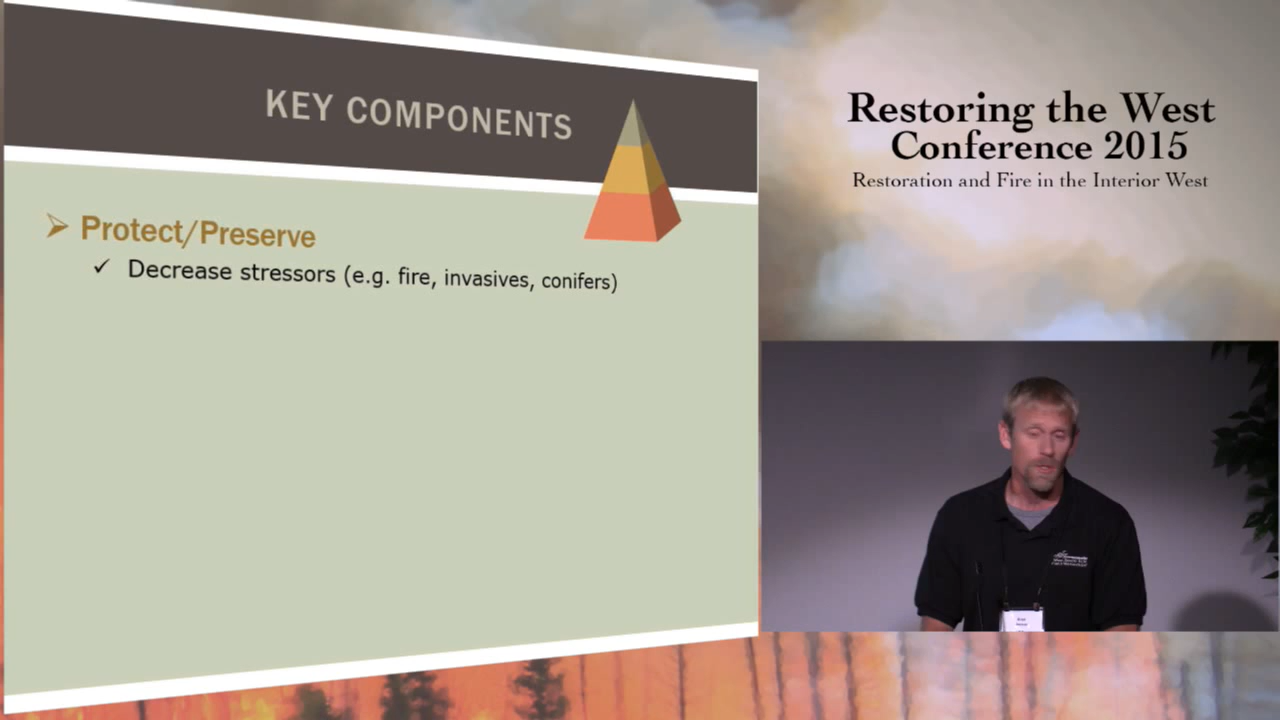 KEY COMPONENTS
Protect/Preserve
Decrease stressors (e.g. fire, invasives, conifers)
Restoring the West
Conference 2015
Restoration and Fire in the Interior West